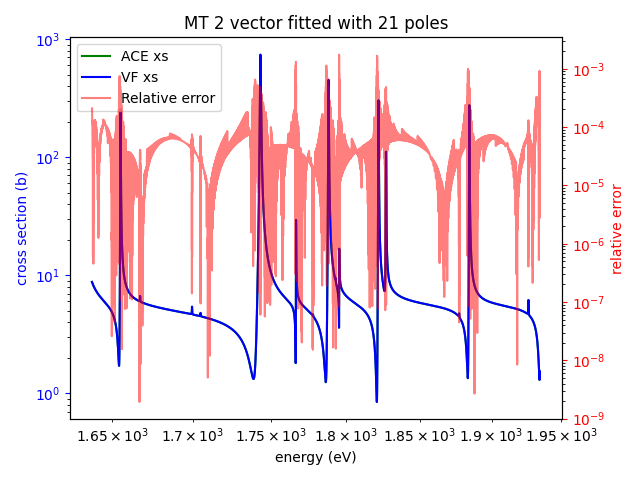 MT 2 vector fitted with 21 poles
ACE xs
VF xs
Relative error
10³
10²
10¹
10⁰
cross section (b)
10⁻³
10⁻⁴
10⁻⁵
10⁻⁶
10⁻⁷
10⁻⁸
10⁻⁹
relative error
1.65 × 10³ 1.7 × 10³ 1.75 × 10³ 1.8 × 10³ 1.85 × 10³ 1.9 × 10³ 1.95 × 10³
energy (eV)